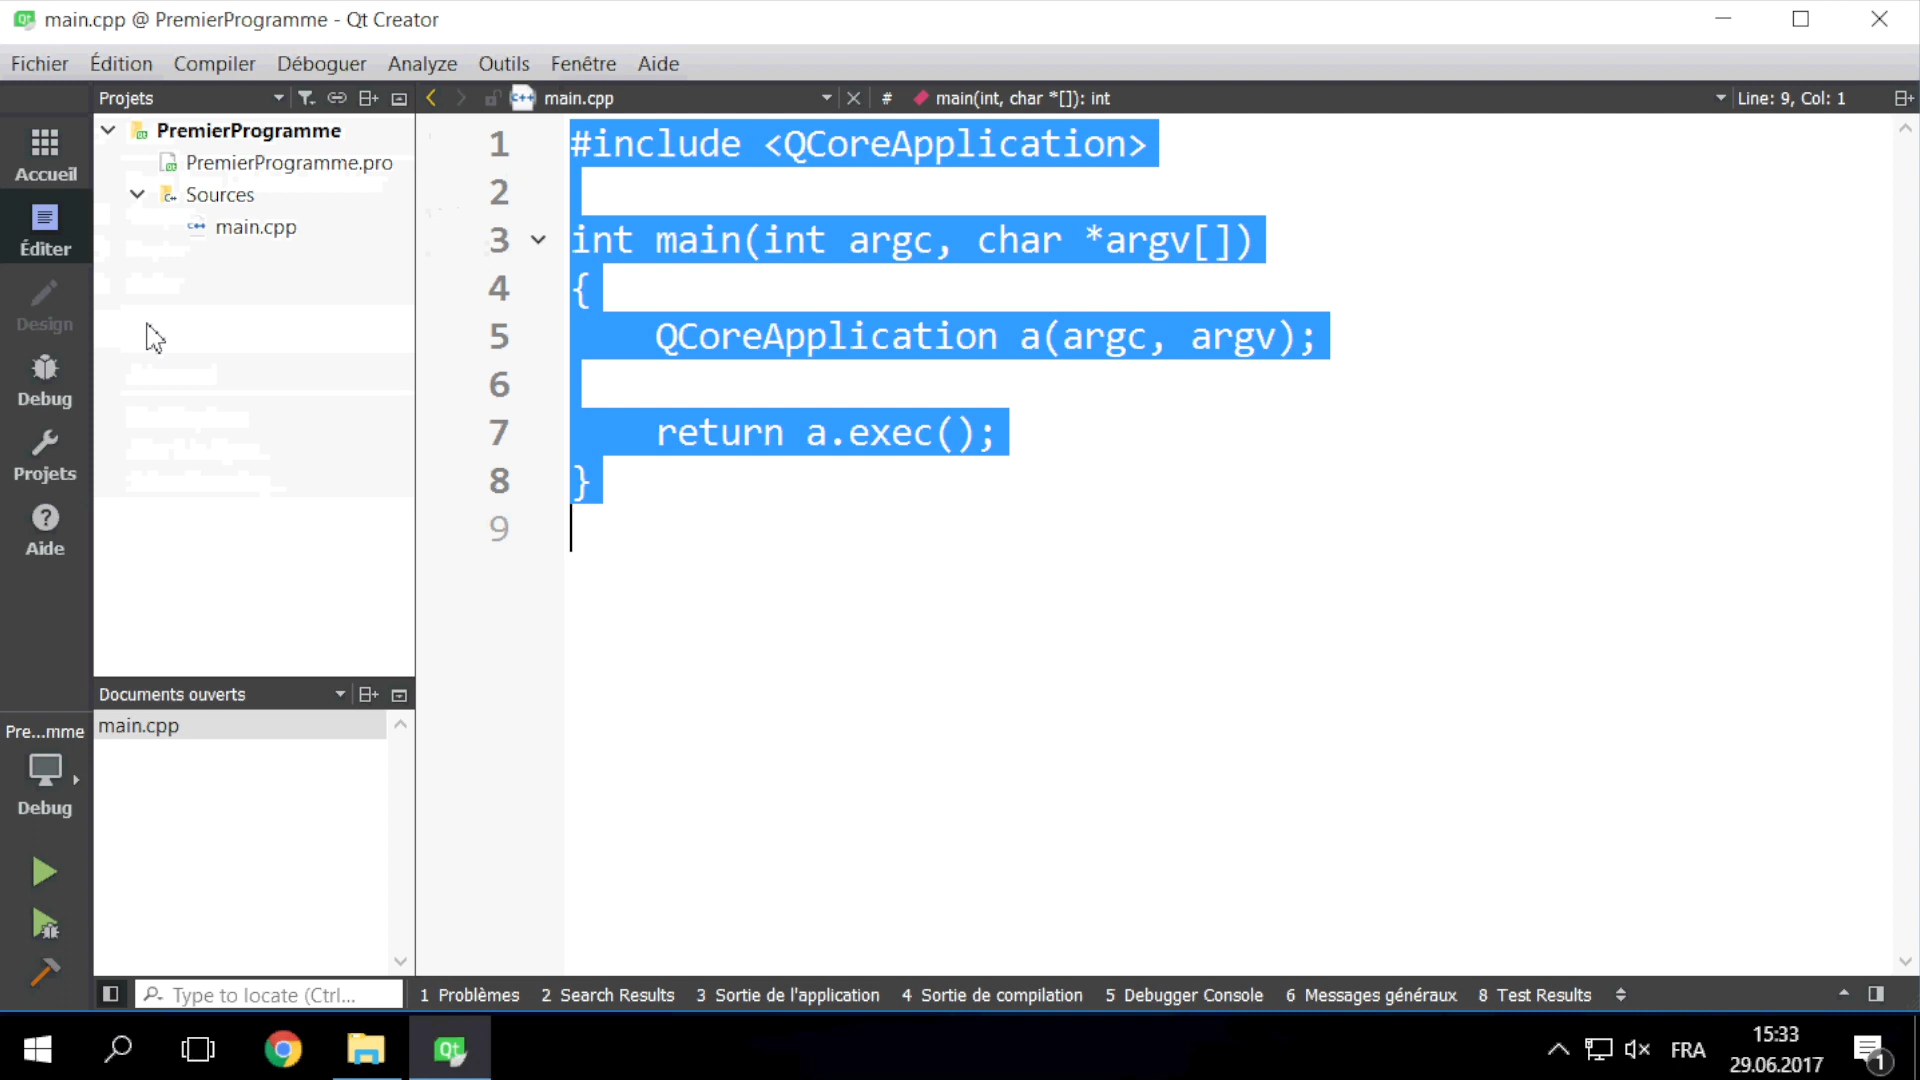 main.cpp @ PremierProgramme - Qt Creator
Fichier Édition Compiler Déboguer Analyze Outils Fenêtre Aide
Projets
main.cpp
#
main(int, char *[]): int
Line: 9, Col: 1
Accueil
Éditer
Design
Debug
Projets
Aide
PremierProgramme
PremierProgramme.pro
Sources
main.cpp
1 #include <QCoreApplication>
2
3 int main(int argc, char *argv[])
4 {
5     QCoreApplication a(argc, argv);
6
7     return a.exec();
8 }
9
Documents ouverts
main.cpp
Pre...mme
Debug
Type to locate (Ctrl...
1 Problèmes 2 Search Results 3 Sortie de l'application 4 Sortie de compilation 5 Debugger Console 6 Messages généraux 8 Test Results
Qt
FRA
15:33
29.06.2017
1